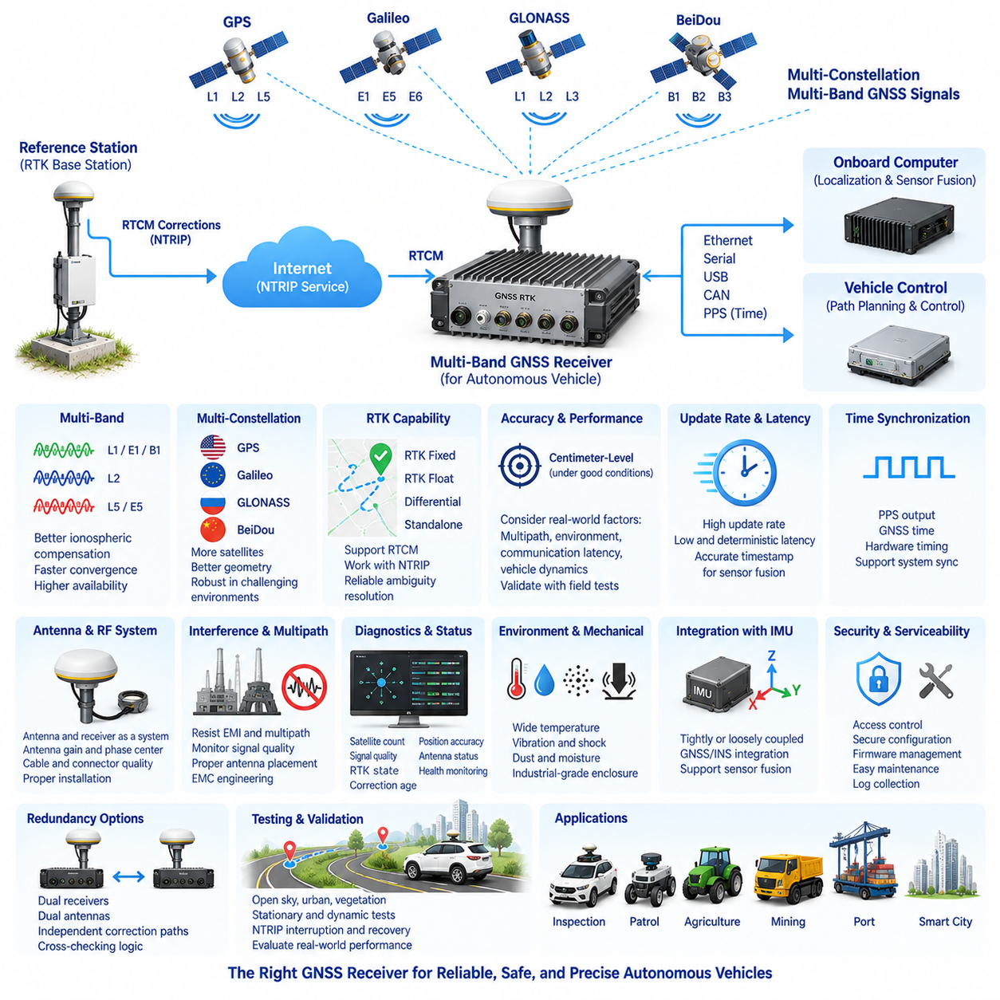 GPS
Galileo
GLONASS
BeiDou
L1 L2 L5
E1 E5 E6
L1 L2 L3
B1 B2 B3
Multi-Constellation
Multi-Band GNSS Signals
Reference Station
(RTK Base Station)
RTCM Corrections
(NTRIP)
Internet
(NTRIP Service)
RTCM
GNSS RTK
Multi-Band GNSS Receiver
(for Autonomous Vehicle)
Ethernet
Serial
USB
CAN
PPS (Time)
Onboard Computer
(Localization & Sensor Fusion)
Vehicle Control
(Path Planning & Control)
Multi-Band
L1 / E1 / B1
L2
L5 / E5
Better ionospheric
compensation
Faster convergence
Higher availability
Multi-Constellation
GPS
Galileo
GLONASS
BeiDou
More satellites
Better geometry
Robust in challenging
environments
RTK Capability
RTK Fixed
RTK Float
Differential
Standalone
Support RTCM
Work with NTRIP
Reliable ambiguity
resolution
Accuracy & Performance
Centimeter-Level
(under good conditions)
Consider real-world factors:
Multipath, environment,
communication latency,
vehicle dynamics
Validate with field tests
Update Rate & Latency
High update rate
Low and deterministic latency
Accurate timestamp
for sensor fusion
Time Synchronization
PPS output
GNSS time
Hardware timing
Support system sync
Antenna & RF System
Antenna and receiver as a system
Antenna gain and phase center
Cable and connector quality
Proper installation
Interference & Multipath
Resist EMI and multipath
Monitor signal quality
Proper antenna placement
EMC engineering
Diagnostics & Status
Satellite count
Signal quality
RTK state
Correction age
Position accuracy
Antenna status
Health monitoring
Environment & Mechanical
Wide temperature
Vibration and shock
Dust and moisture
Industrial-grade enclosure
Integration with IMU
IMU
Z
X
Y
Tightly or loosely coupled
GNSS/INS integration
Support sensor fusion
Security & Serviceability
Access control
Secure configuration
Firmware management
Easy maintenance
Log collection
Redundancy Options
Dual receivers
Dual antennas
Independent correction paths
Cross-checking logic
Testing & Validation
Open sky, urban, vegetation
Stationary and dynamic tests
NTRIP interruption and recovery
Evaluate real-world performance
Applications
Inspection
Patrol
Agriculture
Mining
Port
Smart City
The Right GNSS Receiver for Reliable, Safe, and Precise Autonomous Vehicles